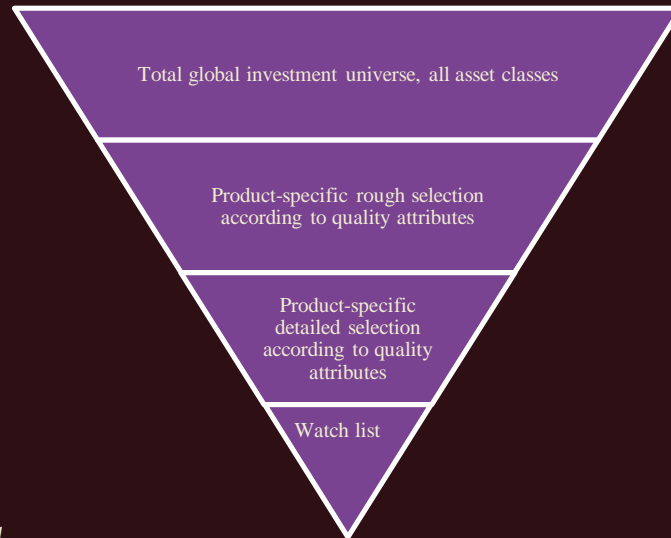 Total global investment universe, all asset classes
Product-specific rough selection
according to quality attributes
Product-specific
detailed selection
according to quality
attributes
Watch list